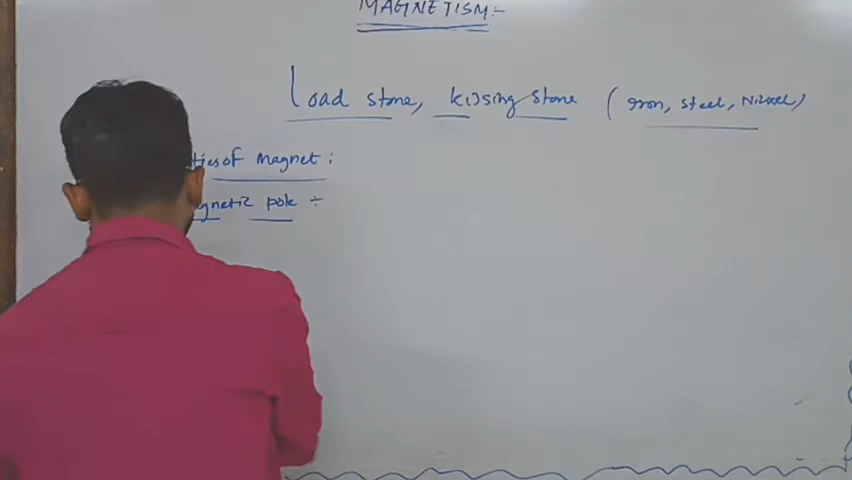 MAGNETISM:-
Load stone, kissing stone (Iron, Steel, Nickel)
ties of magnet :
gnetic pole ÷